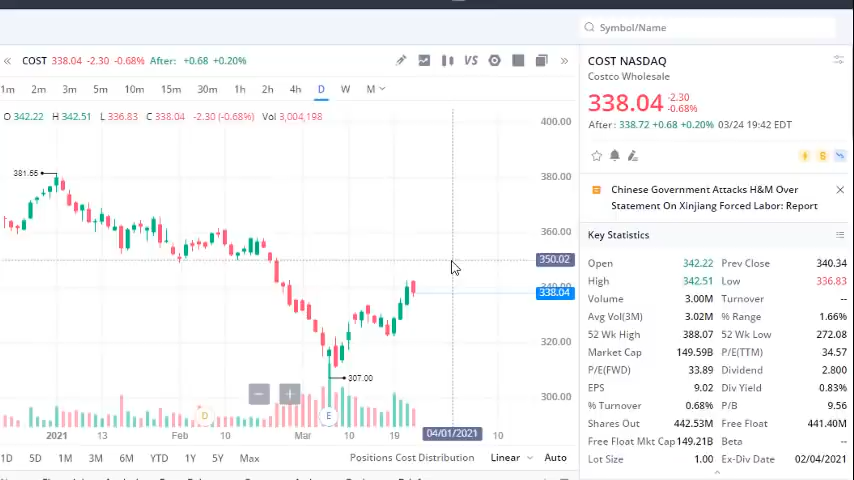 Symbol/Name
COST 338.04 -2.30 -0.68% After: +0.68 +0.20%
VS
1m 2m 3m 5m 10m 15m 30m 1h 2h 4h D W M
O 342.22 H 342.51 L 336.83 C 338.04 -2.30 (-0.68%) Vol 3,004,198
400.00
381.55
380.00
360.00
350.02
338.04
320.00
307.00
300.00
D
E
2021 13 Feb 10 Mar 10 19 04/01/2021 10
1D 5D 1M 3M 6M YTD 1Y 5Y Max Positions Cost Distribution Linear Auto
COST NASDAQ
Costco Wholesale
338.04 -2.30
-0.68%
After: 338.72 +0.68 +0.20% 03/24 19:42 EDT
Chinese Government Attacks H&M Over
Statement On Xinjiang Forced Labor: Report
Key Statistics
Open 342.22 Prev Close 340.34
High 342.51 Low 336.83
Volume 3.00M Turnover --
Avg Vol(3M) 3.02M % Range 1.66%
52 Wk High 388.07 52 Wk Low 272.08
Market Cap 149.59B P/E(TTM) 34.57
P/E(FWD) 33.89 Dividend 2.800
EPS 9.02 Div Yield 0.83%
% Turnover 0.68% P/B 9.56
Shares Out 442.53M Free Float 441.40M
Free Float Mkt Cap 149.21B Beta --
Lot Size 1.00 Ex-Div Date 02/04/2021